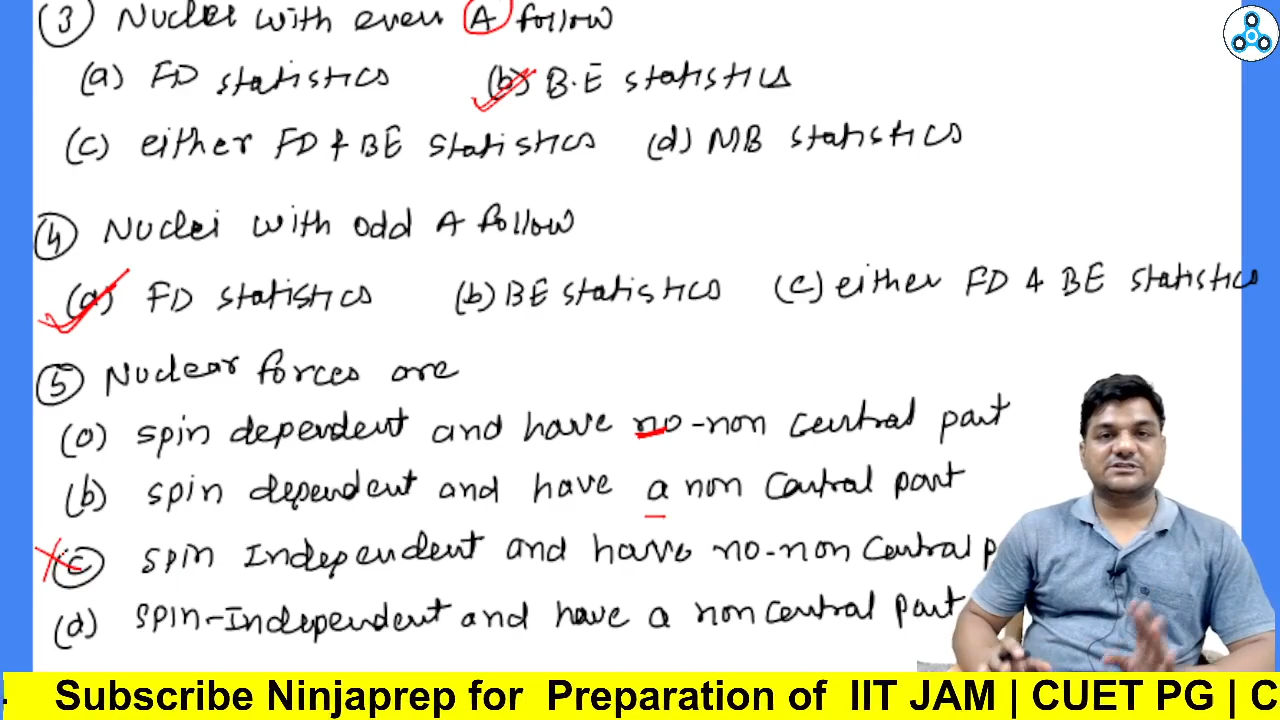 ③ Nuclei with even A follow
(a) FD statistics (b) B.E statistics
(c) either FD & BE statistics (d) MB statistics
④ Nuclei with odd A follow
(a) FD statistics (b) BE statistics (c) either FD & BE statistics
⑤ Nuclear forces are
(a) spin dependent and have no-non central part
(b) spin dependent and have a non central part
(c) spin Independent and have no-non central p
(d) spin-Independent and have a non central part
Subscribe Ninjaprep for Preparation of IIT JAM | CUET PG | C